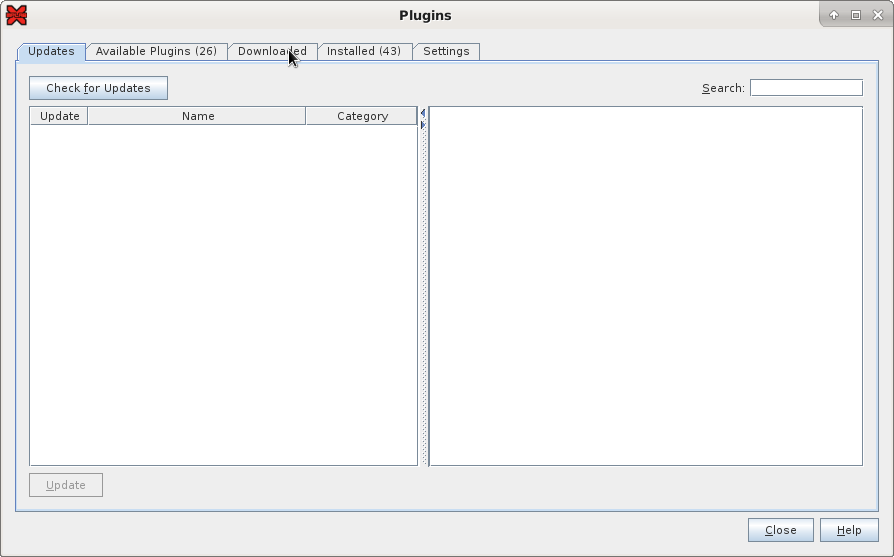 Plugins
Updates Available Plugins (26) Downloaded Installed (43) Settings
Check for Updates Search:
Update Name Category
Update
Close Help